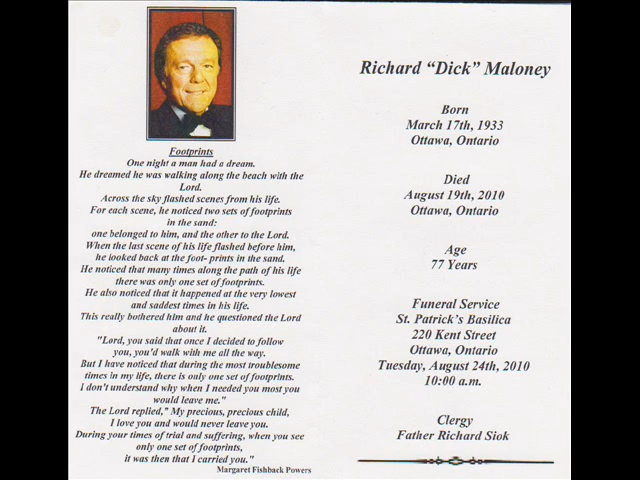 Footprints
One night a man had a dream.
He dreamed he was walking along the beach with the
Lord.
Across the sky flashed scenes from his life.
For each scene, he noticed two sets of footprints
in the sand:
one belonged to him, and the other to the Lord.
When the last scene of his life flashed before him,
he looked back at the foot- prints in the sand.
He noticed that many times along the path of his life
there was only one set of footprints.
He also noticed that it happened at the very lowest
and saddest times in his life.
This really bothered him and he questioned the Lord
about it.
"Lord, you said that once I decided to follow
you, you'd walk with me all the way.
But I have noticed that during the most troublesome
times in my life, there is only one set of footprints.
I don't understand why when I needed you most you
would leave me."
The Lord replied," My precious, precious child,
I love you and would never leave you.
During your times of trial and suffering, when you see
only one set of footprints,
it was then that I carried you."
Margaret Fishback Powers
Richard “Dick” Maloney
Born
March 17th, 1933
Ottawa, Ontario
Died
August 19th, 2010
Ottawa, Ontario
Age
77 Years
Funeral Service
St. Patrick's Basilica
220 Kent Street
Ottawa, Ontario
Tuesday, August 24th, 2010
10:00 a.m.
Clergy
Father Richard Siok